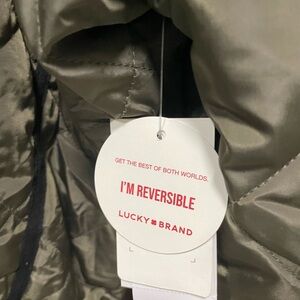 GET THE BEST OF BOTH WORLDS.
I'M REVERSIBLE
LUCKY BRAND